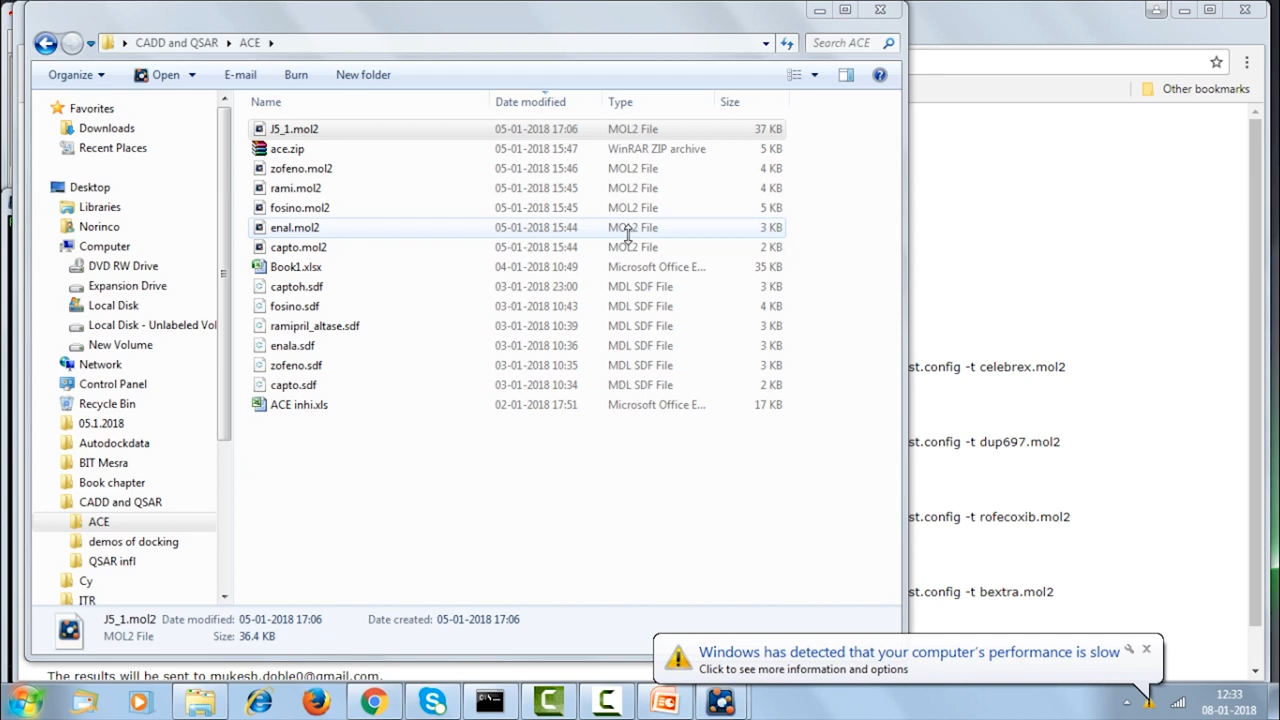 CADD and QSAR ACE
Search ACE
Organize Open E-mail Burn New folder
Other bookmarks
Name Date modified Type Size
J5_1.mol2 05-01-2018 17:06 MOL2 File 37 KB
ace.zip 05-01-2018 15:47 WinRAR ZIP archive 5 KB
zofeno.mol2 05-01-2018 15:46 MOL2 File 4 KB
rami.mol2 05-01-2018 15:45 MOL2 File 4 KB
fosino.mol2 05-01-2018 15:45 MOL2 File 5 KB
enal.mol2 05-01-2018 15:44 MOL2 File 3 KB
capto.mol2 05-01-2018 15:44 MOL2 File 2 KB
Book1.xlsx 04-01-2018 10:49 Microsoft Office E... 35 KB
captoh.sdf 03-01-2018 23:00 MDL SDF File 3 KB
fosino.sdf 03-01-2018 10:43 MDL SDF File 4 KB
ramipril_altase.sdf 03-01-2018 10:39 MDL SDF File 3 KB
enala.sdf 03-01-2018 10:36 MDL SDF File 3 KB
zofeno.sdf 03-01-2018 10:35 MDL SDF File 3 KB
capto.sdf 03-01-2018 10:34 MDL SDF File 2 KB
ACE inhi.xls 02-01-2018 17:51 Microsoft Office E... 17 KB
Favorites
Downloads
Recent Places
Desktop
Libraries
Norinco
Computer
DVD RW Drive
Expansion Drive
Local Disk
Local Disk - Unlabeled Vol
New Volume
Network
Control Panel
Recycle Bin
05.1.2018
Autodockdata
BIT Mesra
Book chapter
CADD and QSAR
ACE
demos of docking
QSAR infl
Cy
ITR
st.config -t celebrex.mol2
st.config -t dup697.mol2
st.config -t rofecoxib.mol2
st.config -t bextra.mol2
J5_1.mol2 Date modified: 05-01-2018 17:06 Date created: 05-01-2018 17:06
MOL2 File Size: 36.4 KB
Windows has detected that your computer's performance is slow
Click to see more information and options
The results will be sent to mukesh.doble0@gmail.com.
12:33
08-01-2018